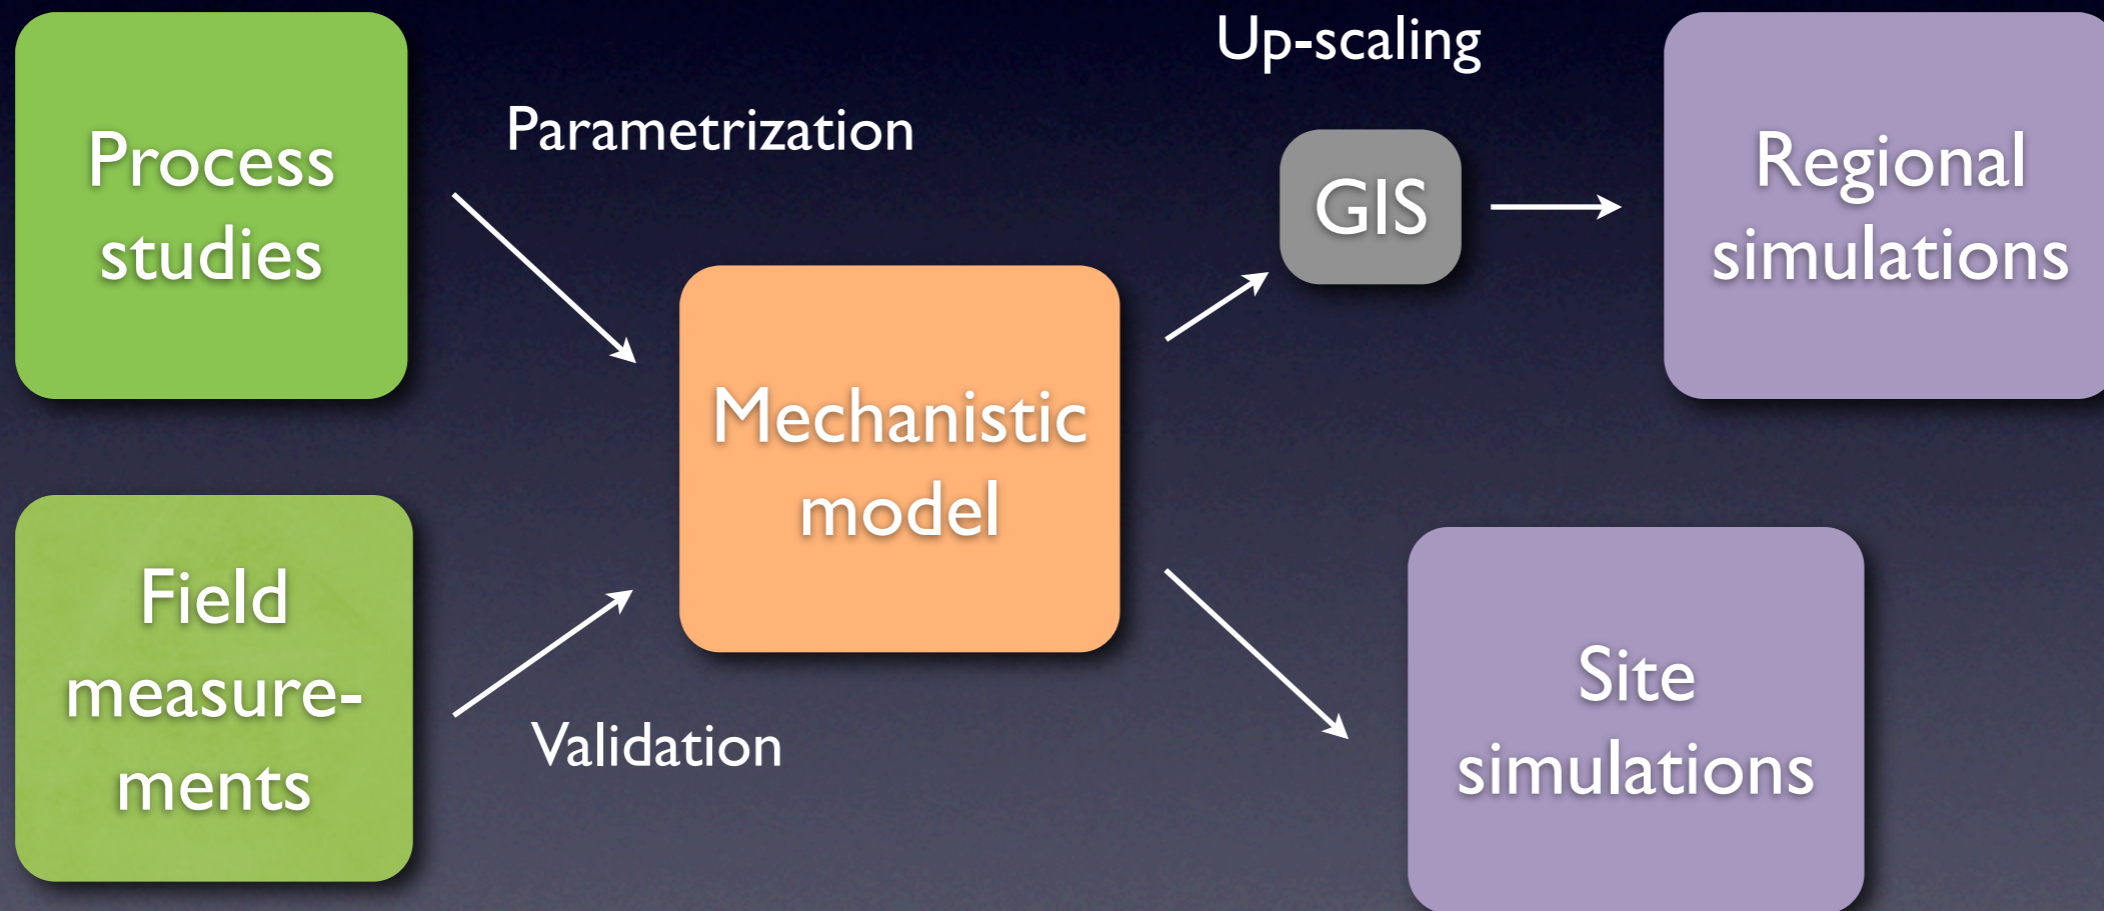 Process
studies
Parametrization
Up-scaling
GIS
Regional
simulations
Mechanistic
model
Field
measure-
ments
Validation
Site
simulations